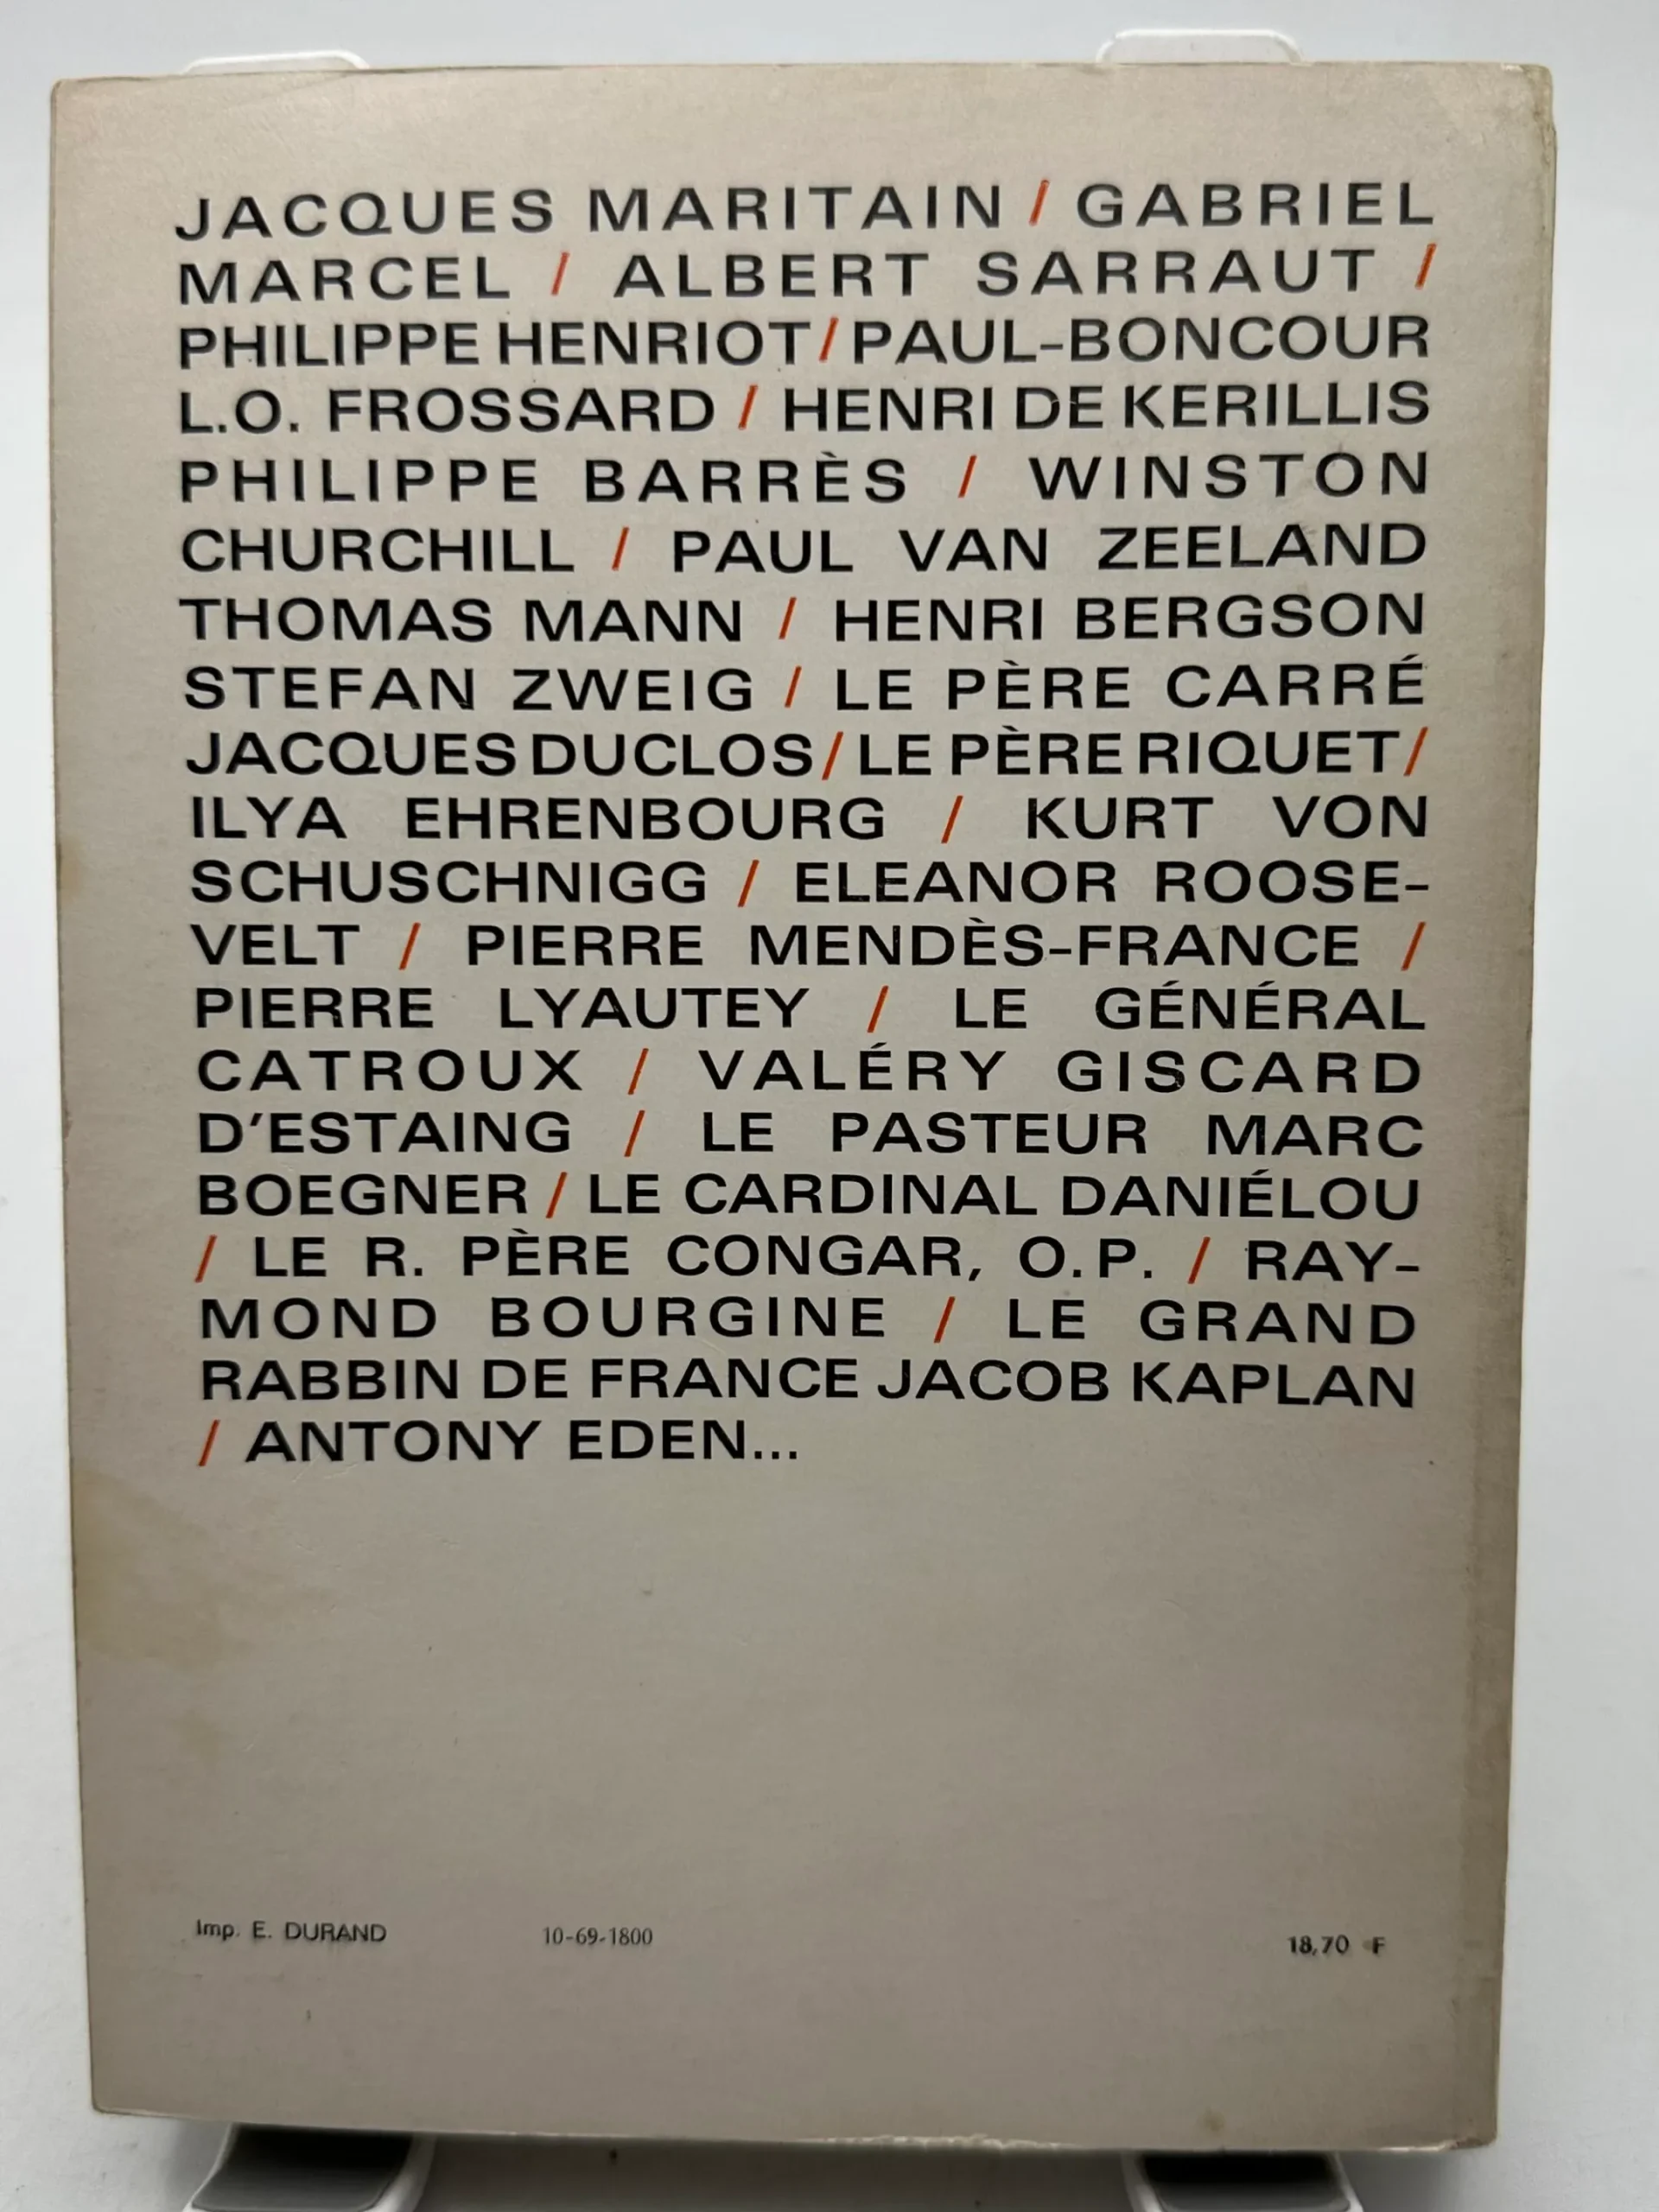 JACQUES MARITAIN / GABRIEL
MARCEL / ALBERT SARRAUT /
PHILIPPE HENRIOT / PAUL-BONCOUR
L.O. FROSSARD / HENRI DE KERILLIS
PHILIPPE BARRÈS / WINSTON
CHURCHILL / PAUL VAN ZEELAND
THOMAS MANN / HENRI BERGSON
STEFAN ZWEIG / LE PÈRE CARRÉ
JACQUES DUCLOS / LE PÈRE RIQUET /
ILYA EHRENBOURG / KURT VON
SCHUSCHNIGG / ELEANOR ROOSE-
VELT / PIERRE MENDÈS-FRANCE /
PIERRE LYAUTEY / LE GÉNÉRAL
CATROUX / VALÉRY GISCARD
D'ESTAING / LE PASTEUR MARC
BOEGNER / LE CARDINAL DANIÉLOU
/ LE R. PÈRE CONGAR, O.P. / RAY-
MOND BOURGINE / LE GRAND
RABBIN DE FRANCE JACOB KAPLAN
/ ANTONY EDEN...
Imp. E. DURAND 10-69-1800 18,70 F